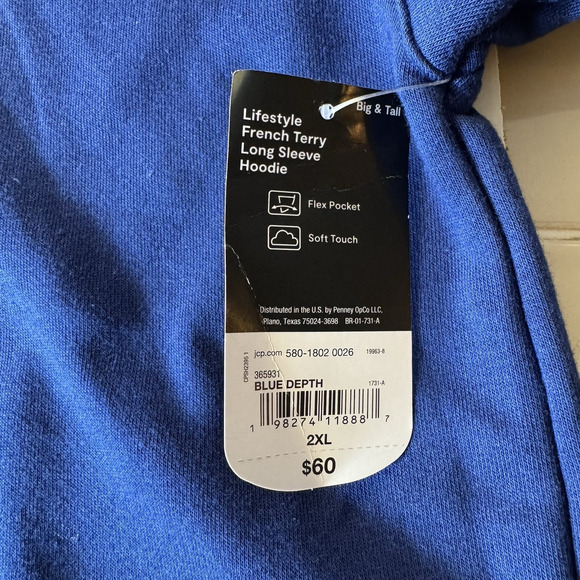 Big & Tall
Lifestyle
French Terry
Long Sleeve
Hoodie
Flex Pocket
Soft Touch
Distributed in the U.S. by Penney OpCo LLC,
Plano, Texas 75024-3698 BR-01-731-A
jcp.com 580-1802 0026 19963-8
CPSH2395 1
365931
BLUE DEPTH 1731-A
1 98274 11888 7
2XL
$60